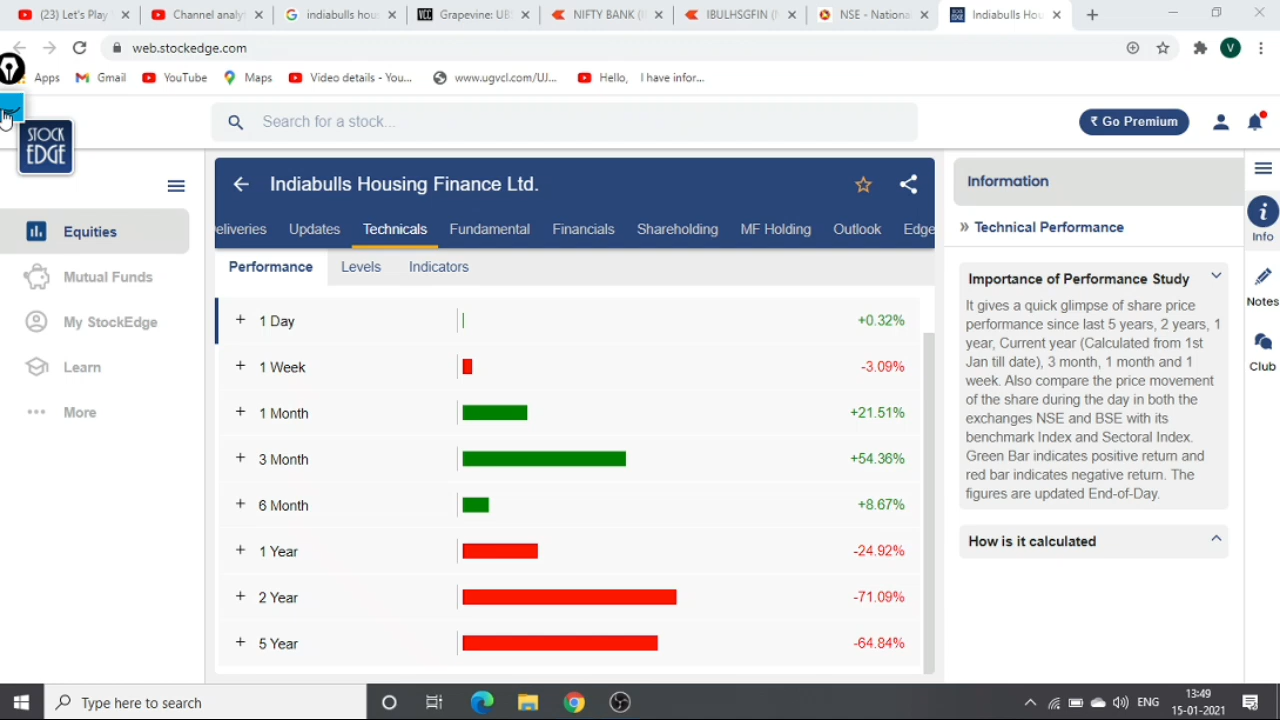 (23) Let's Play
Channel analy
indiabulls hou
Grapevine: UB
NIFTY BANK (
IBULHSGFIN (
NSE - Nationa
Indiabulls Hou
web.stockedge.com
V
Apps
Gmail
YouTube
Maps
Video details - You...
www.ugvcl.com/UJ...
Hello, I have infor...
STOCK
EDGE
Search for a stock...
₹ Go Premium
Equities
Mutual Funds
My StockEdge
Learn
More
Indiabulls Housing Finance Ltd.
eliveries Updates Technicals Fundamental Financials Shareholding MF Holding Outlook Edge
Performance Levels Indicators
+ 1 Day +0.32%
+ 1 Week -3.09%
+ 1 Month +21.51%
+ 3 Month +54.36%
+ 6 Month +8.67%
+ 1 Year -24.92%
+ 2 Year -71.09%
+ 5 Year -64.84%
Information
» Technical Performance
Importance of Performance Study
It gives a quick glimpse of share price
performance since last 5 years, 2 years, 1
year, Current year (Calculated from 1st
Jan till date), 3 month, 1 month and 1
week. Also compare the price movement
of the share during the day in both the
exchanges NSE and BSE with its
benchmark Index and Sectoral Index.
Green Bar indicates positive return and
red bar indicates negative return. The
figures are updated End-of-Day.
How is it calculated
Info
Notes
Club
Type here to search
ENG
13:49
15-01-2021